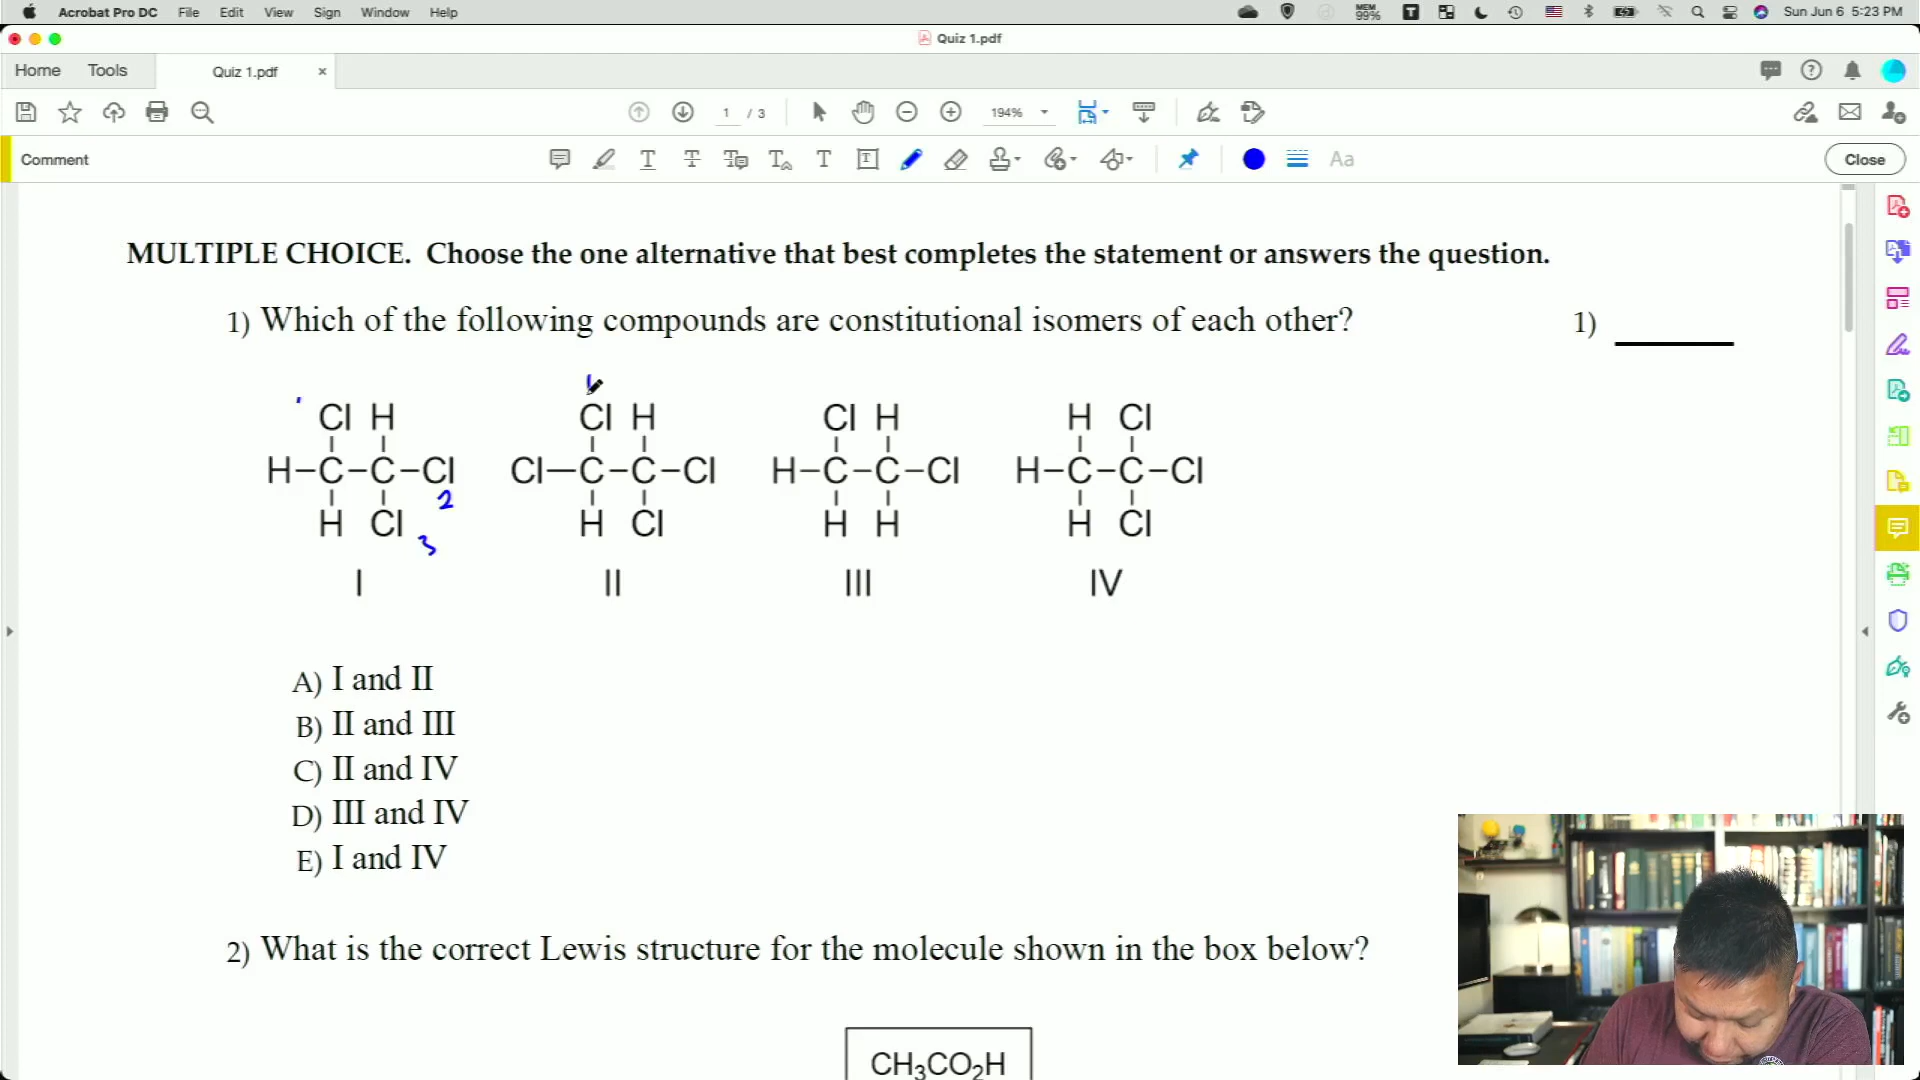 Acrobat Pro DC File Edit View Sign Window Help MEM 99% Sun Jun 6 5:23 PM
Quiz 1.pdf
Home Tools Quiz 1.pdf ×
1 / 3 194%
Comment Aa Close
MULTIPLE CHOICE. Choose the one alternative that best completes the statement or answers the question.
1) Which of the following compounds are constitutional isomers of each other? 1)
1 1
Cl H Cl H Cl H H Cl
H-C-C-Cl Cl-C-C-Cl H-C-C-Cl H-C-C-Cl
2
H Cl H Cl H H H Cl
3
I II III IV
A) I and II
B) II and III
C) II and IV
D) III and IV
E) I and IV
2) What is the correct Lewis structure for the molecule shown in the box below?
CH₃CO₂H